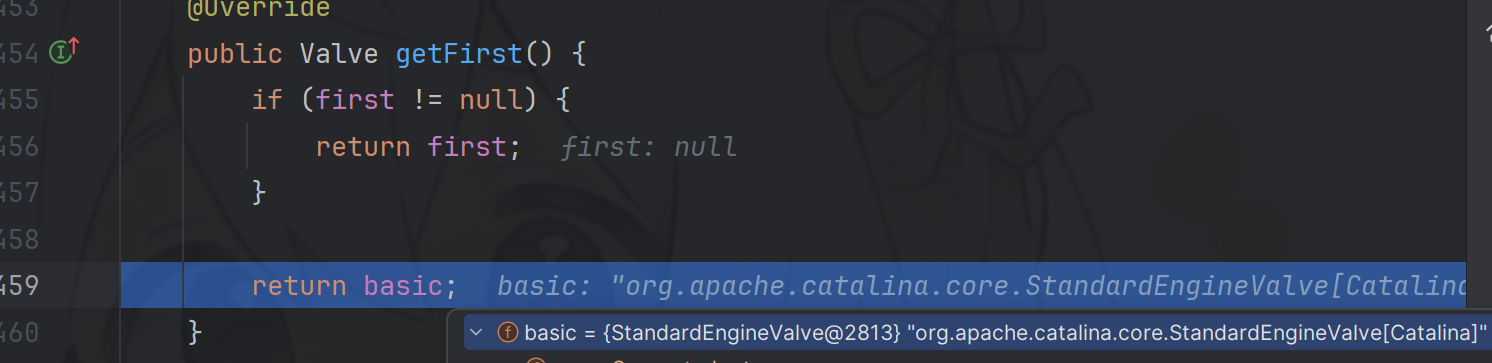 453 @Override
454 public Valve getFirst() {
455 if (first != null) {
456 return first; first: null
457 }
458
459 return basic; basic: "org.apache.catalina.core.StandardEngineValve[Catalina
460 }
basic = {StandardEngineValve@2813} "org.apache.catalina.core.StandardEngineValve[Catalina]"